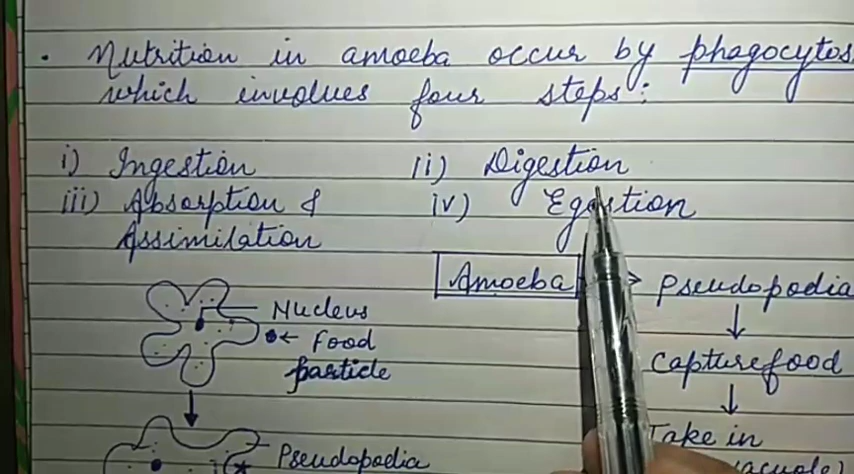 • Nutrition in amoeba occur by phagocytos
which involves four steps:
i) Ingestion ii) Digestion
iii) Absorption & iv) Egestion
Assimilation
Amoeba → Pseudopodia
Nucleus
Food
particle
Capture food
Take in
Pseudopodia